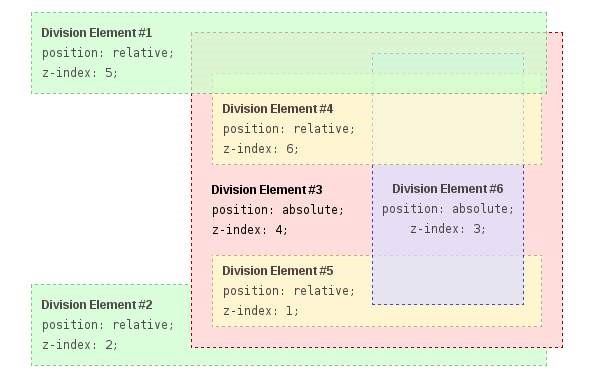 Division Element #1
position: relative;
z-index: 5;
Division Element #4
position: relative;
z-index: 6;
Division Element #3
position: absolute;
z-index: 4;
Division Element #6
position: absolute;
z-index: 3;
Division Element #5
position: relative;
z-index: 1;
Division Element #2
position: relative;
z-index: 2;